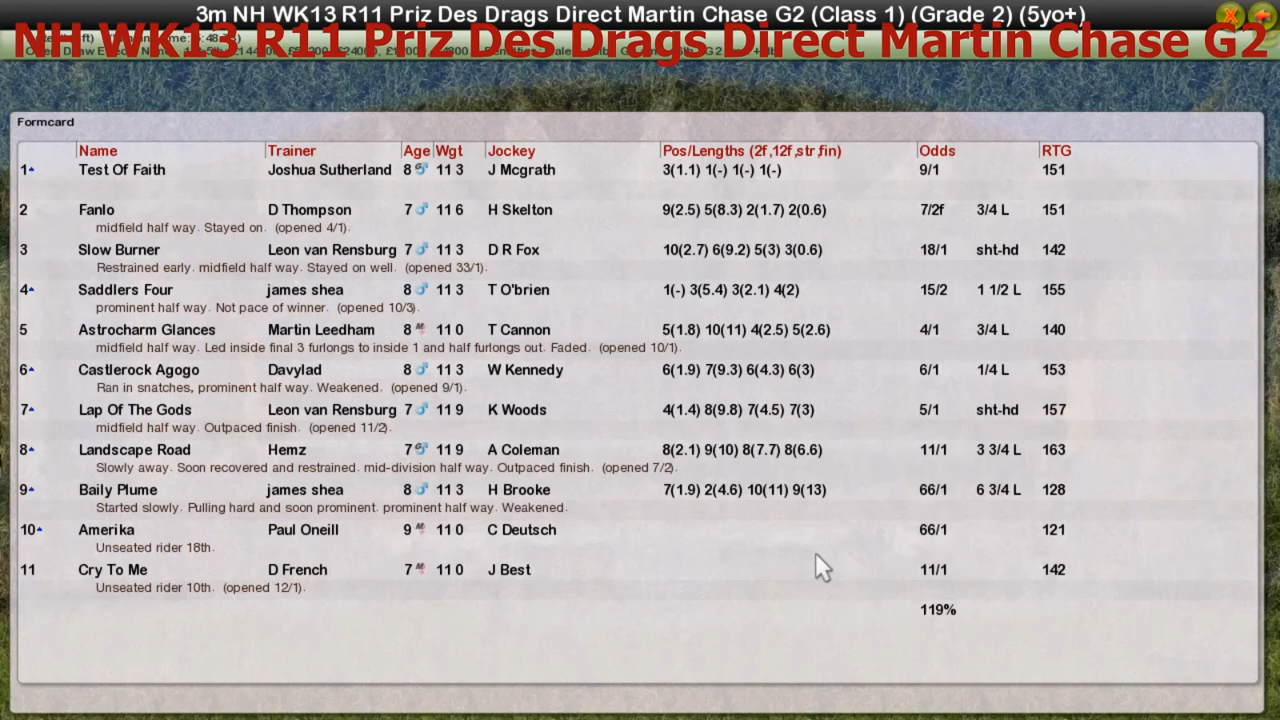 3m NH WK13 R11 Priz Des Drags Direct Martin Chase G2 (Class 1) (Grade 2) (5yo+)
NH WK13 R11 Priz Des Drags Direct Martin Chase G2
Formcard
Name Trainer Age Wgt Jockey Pos/Lengths (2f,12f,str,fin) Odds RTG
1 Test Of Faith Joshua Sutherland 8 11 3 J Mcgrath 3(1.1) 1(-) 1(-) 1(-) 9/1 151
2 Fanlo D Thompson 7 11 6 H Skelton 9(2.5) 5(8.3) 2(1.7) 2(0.6) 7/2f 3/4 L 151
midfield half way. Stayed on. (opened 4/1).
3 Slow Burner Leon van Rensburg 7 11 3 D R Fox 10(2.7) 6(9.2) 5(3) 3(0.6) 18/1 sht-hd 142
Restrained early. midfield half way. Stayed on well. (opened 33/1).
4 Saddlers Four james shea 8 11 3 T O'brien 1(-) 3(5.4) 3(2.1) 4(2) 15/2 1 1/2 L 155
prominent half way. Not pace of winner. (opened 10/3).
5 Astrocharm Glances Martin Leedham 8 11 0 T Cannon 5(1.8) 10(11) 4(2.5) 5(2.6) 4/1 3/4 L 140
midfield half way. Led inside final 3 furlongs to inside 1 and half furlongs out. Faded. (opened 10/1).
6 Castlerock Agogo Davylad 8 11 3 W Kennedy 6(1.9) 7(9.3) 6(4.3) 6(3) 6/1 1/4 L 153
Ran in snatches, prominent half way. Weakened. (opened 9/1).
7 Lap Of The Gods Leon van Rensburg 7 11 9 K Woods 4(1.4) 8(9.8) 7(4.5) 7(3) 5/1 sht-hd 157
midfield half way. Outpaced finish. (opened 11/2).
8 Landscape Road Hemz 7 11 9 A Coleman 8(2.1) 9(10) 8(7.7) 8(6.6) 11/1 3 3/4 L 163
Slowly away. Soon recovered and restrained. mid-division half way. Outpaced finish. (opened 7/2).
9 Baily Plume james shea 8 11 3 H Brooke 7(1.9) 2(4.6) 10(11) 9(13) 66/1 6 3/4 L 128
Started slowly. Pulling hard and soon prominent. prominent half way. Weakened.
10 Amerika Paul Oneill 9 11 0 C Deutsch 66/1 121
Unseated rider 18th.
11 Cry To Me D French 7 11 0 J Best 11/1 142
Unseated rider 10th. (opened 12/1).
119%